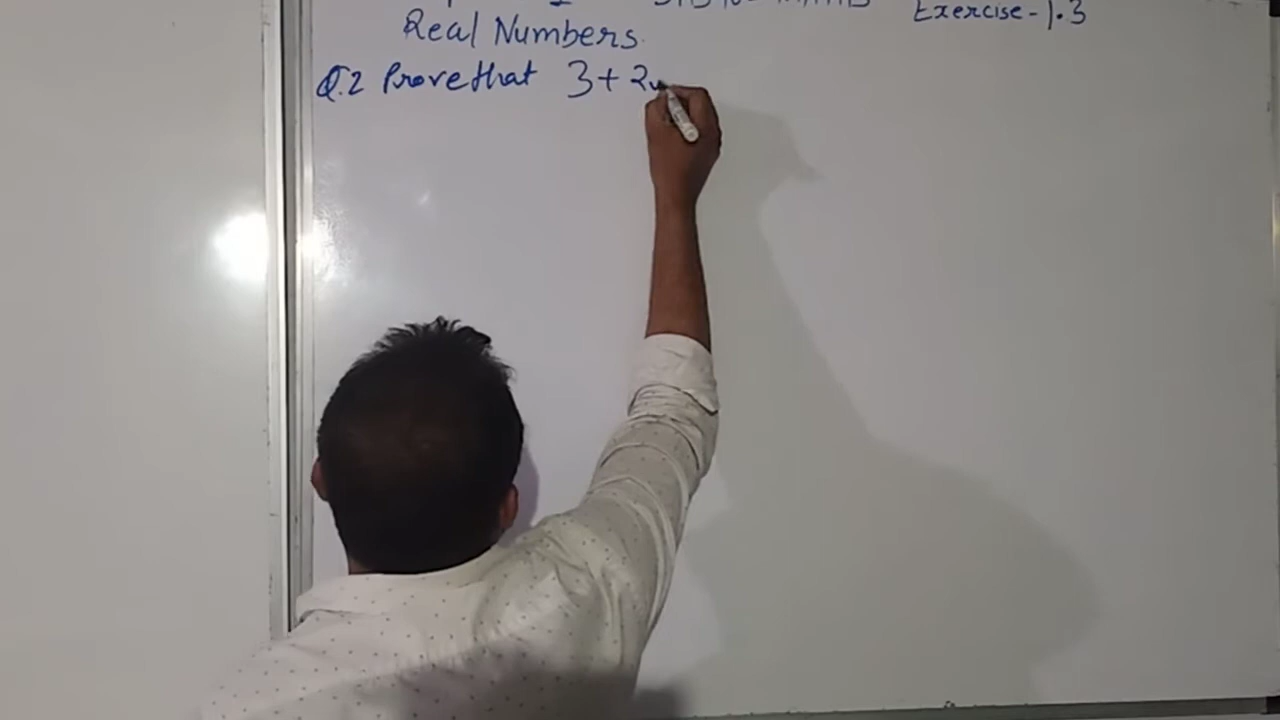 Exercise - 1.3
Real Numbers.
Q.2 Prove that 3 + 2